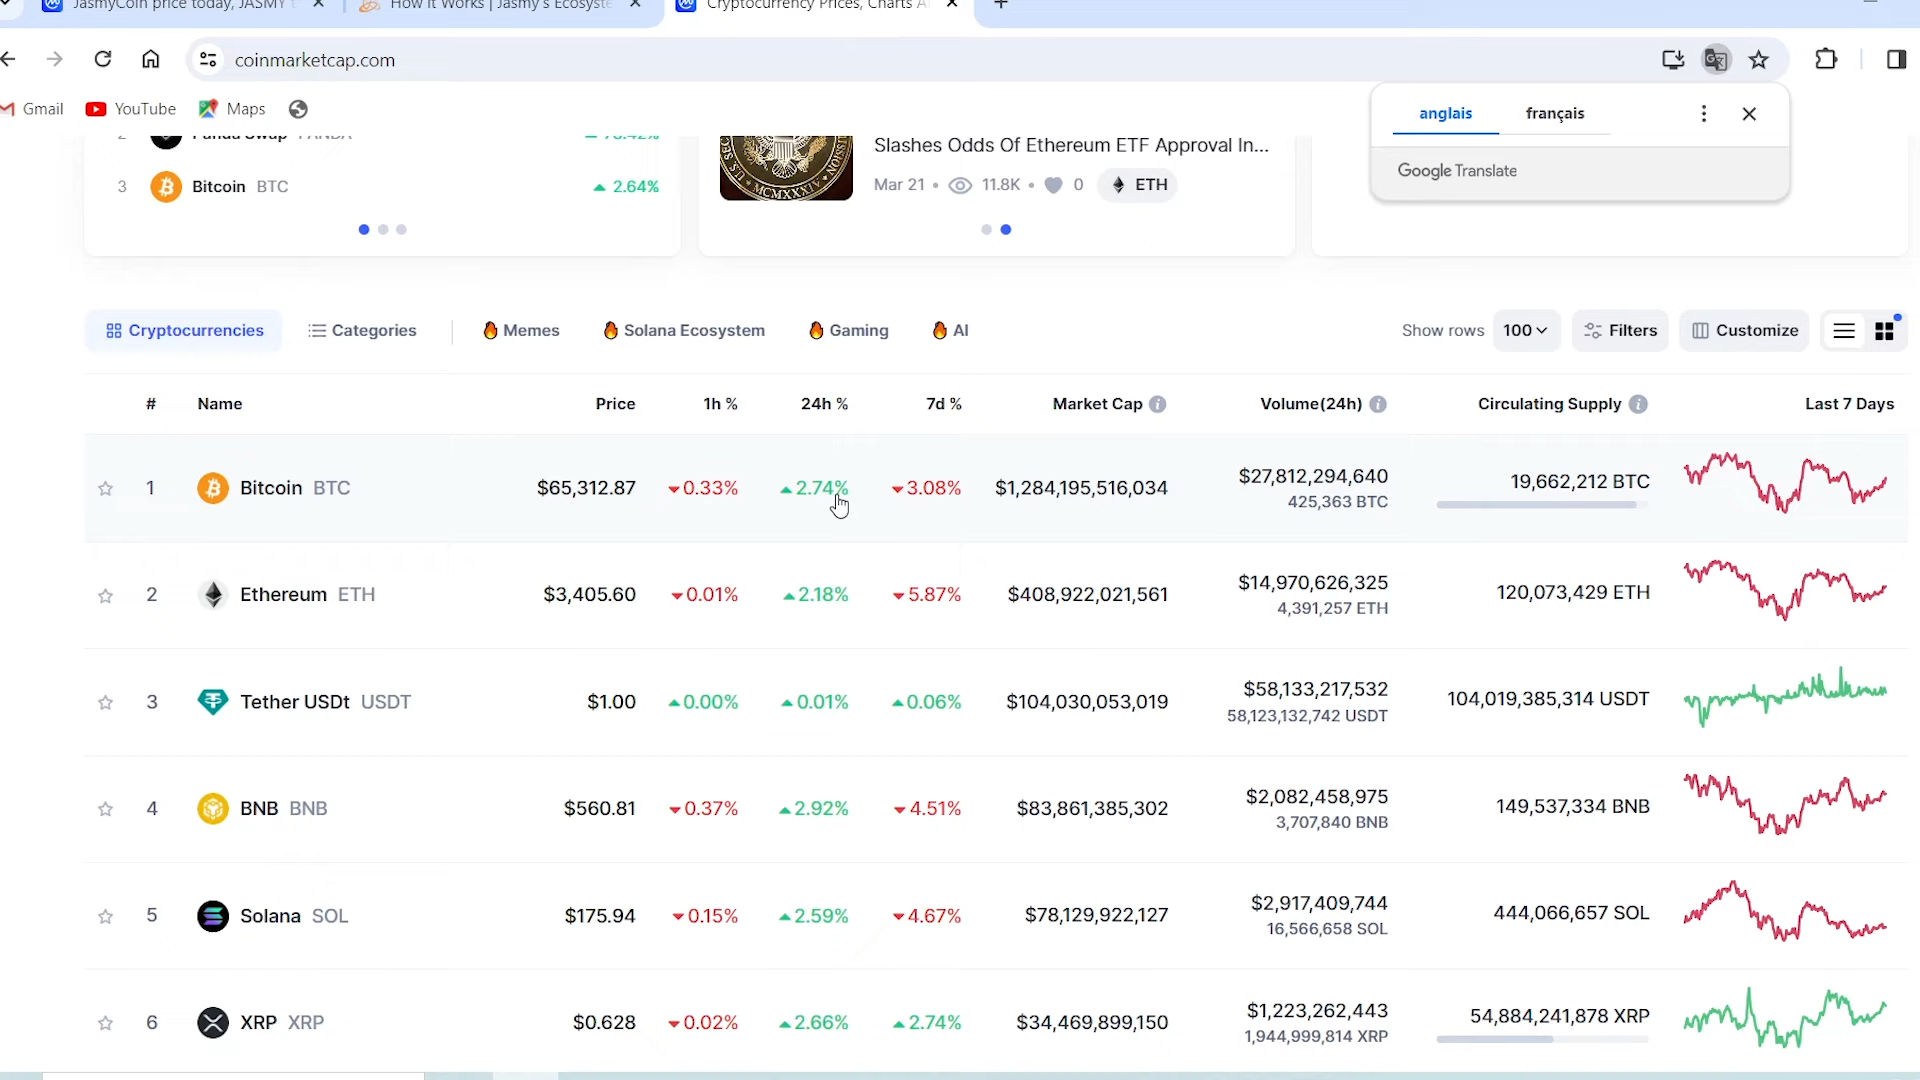 JasmyCoin price today, JASMY t
How It Works | Jasmy's Ecosyste
Cryptocurrency Prices, Charts A
coinmarketcap.com
Gmail
YouTube
Maps
anglais
français
Google Translate
2 Panda Swap PANDA
3 Bitcoin BTC 2.64%
Slashes Odds Of Ethereum ETF Approval In...
Mar 21 • 11.8K • 0 ETH
Cryptocurrencies Categories Memes Solana Ecosystem Gaming AI Show rows 100 Filters Customize
# Name Price 1h % 24h % 7d % Market Cap Volume(24h) Circulating Supply Last 7 Days
1 Bitcoin BTC $65,312.87 0.33% 2.74% 3.08% $1,284,195,516,034 $27,812,294,640 19,662,212 BTC
425,363 BTC
2 Ethereum ETH $3,405.60 0.01% 2.18% 5.87% $408,922,021,561 $14,970,626,325 120,073,429 ETH
4,391,257 ETH
3 Tether USDt USDT $1.00 0.00% 0.01% 0.06% $104,030,053,019 $58,133,217,532 104,019,385,314 USDT
58,123,132,742 USDT
4 BNB BNB $560.81 0.37% 2.92% 4.51% $83,861,385,302 $2,082,458,975 149,537,334 BNB
3,707,840 BNB
5 Solana SOL $175.94 0.15% 2.59% 4.67% $78,129,922,127 $2,917,409,744 444,066,657 SOL
16,566,658 SOL
6 XRP XRP $0.628 0.02% 2.66% 2.74% $34,469,899,150 $1,223,262,443 54,884,241,878 XRP
1,944,999,814 XRP